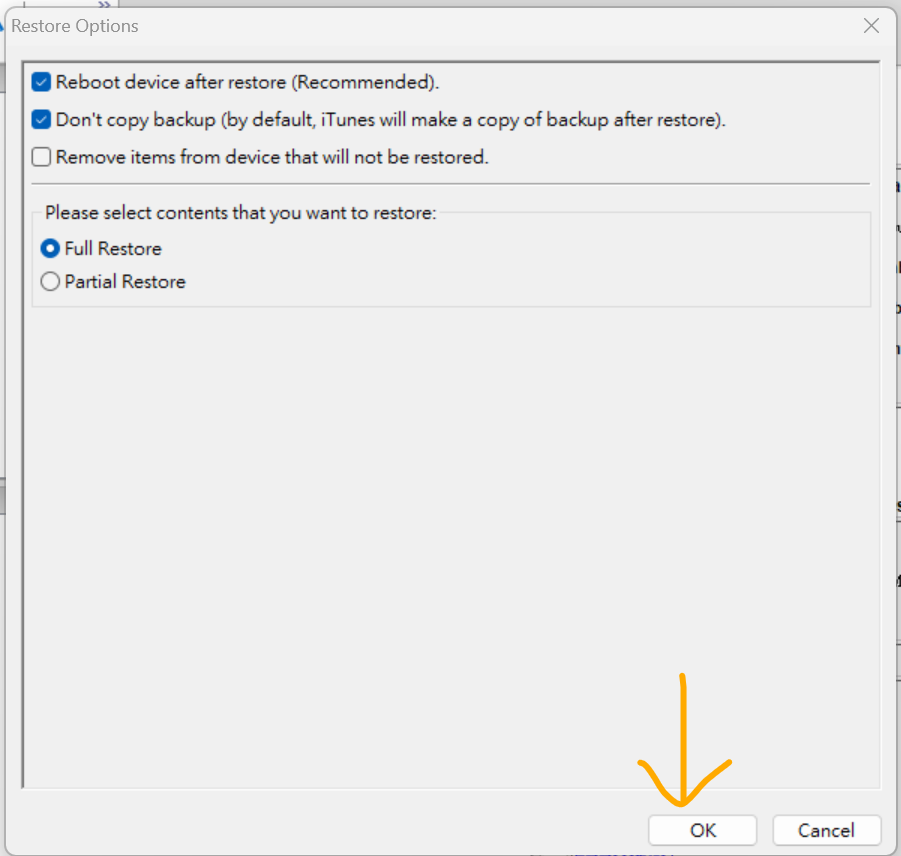 Restore Options
Reboot device after restore (Recommended).
Don't copy backup (by default, iTunes will make a copy of backup after restore).
Remove items from device that will not be restored.
Please select contents that you want to restore:
Full Restore
Partial Restore
OK
Cancel